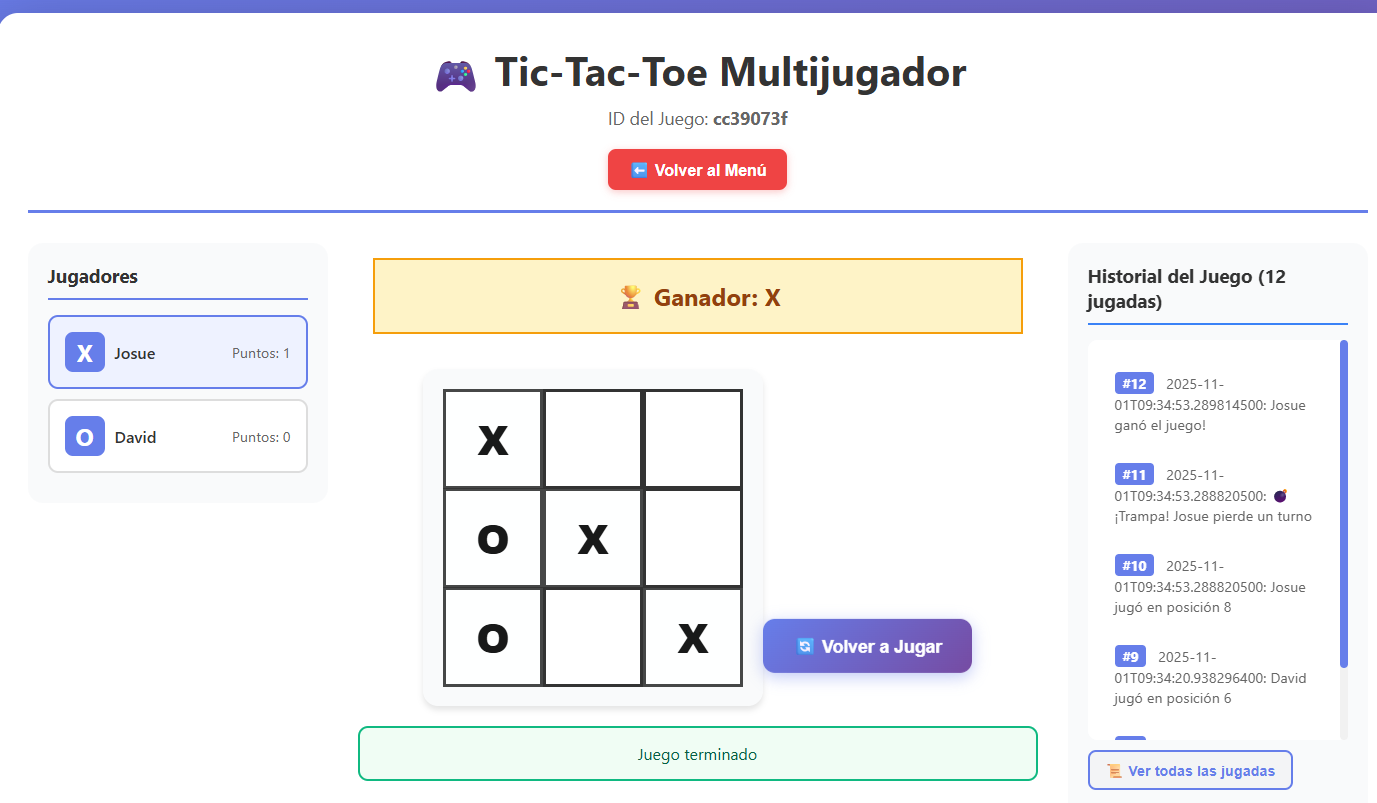 🎮 Tic-Tac-Toe Multijugador
ID del Juego: cc39073f
⬅️ Volver al Menú
Jugadores
X Josue Puntos: 1
O David Puntos: 0
🏆 Ganador: X
X
O X
O X
🔄 Volver a Jugar
Juego terminado
Historial del Juego (12
jugadas)
#12 2025-11-
01T09:34:53.289814500: Josue
ganó el juego!
#11 2025-11-
01T09:34:53.288820500: 💣
¡Trampa! Josue pierde un turno
#10 2025-11-
01T09:34:53.288820500: Josue
jugó en posición 8
#9 2025-11-
01T09:34:20.938296400: David
jugó en posición 6
📜 Ver todas las jugadas